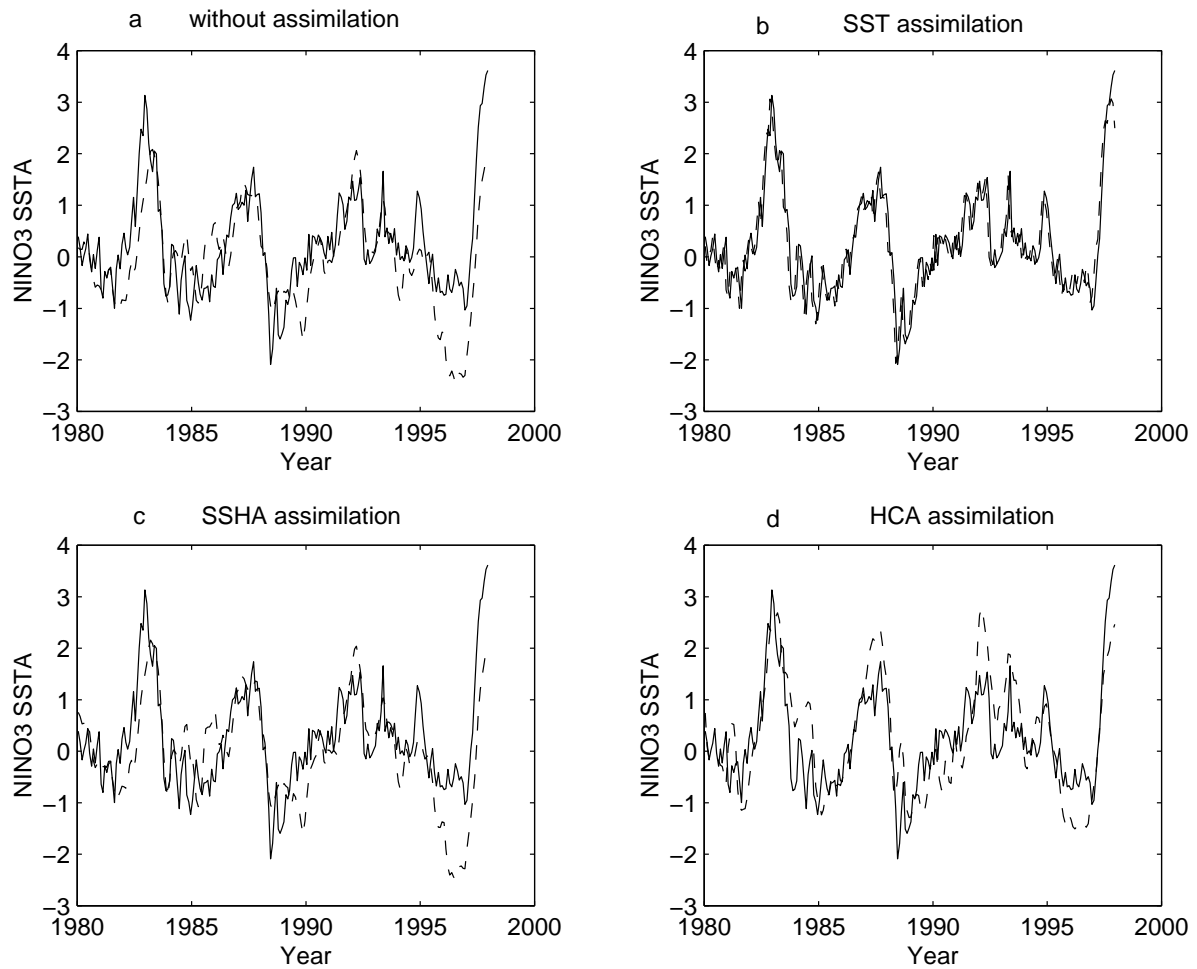 a without assimilation
4
3
2
1
0
−1
−2
−3
NINO3 SSTA
1980 1985 1990 1995 2000
Year
b SST assimilation
4
3
2
1
0
−1
−2
−3
NINO3 SSTA
1980 1985 1990 1995 2000
Year
c SSHA assimilation
4
3
2
1
0
−1
−2
−3
NINO3 SSTA
1980 1985 1990 1995 2000
Year
d HCA assimilation
4
3
2
1
0
−1
−2
−3
NINO3 SSTA
1980 1985 1990 1995 2000
Year